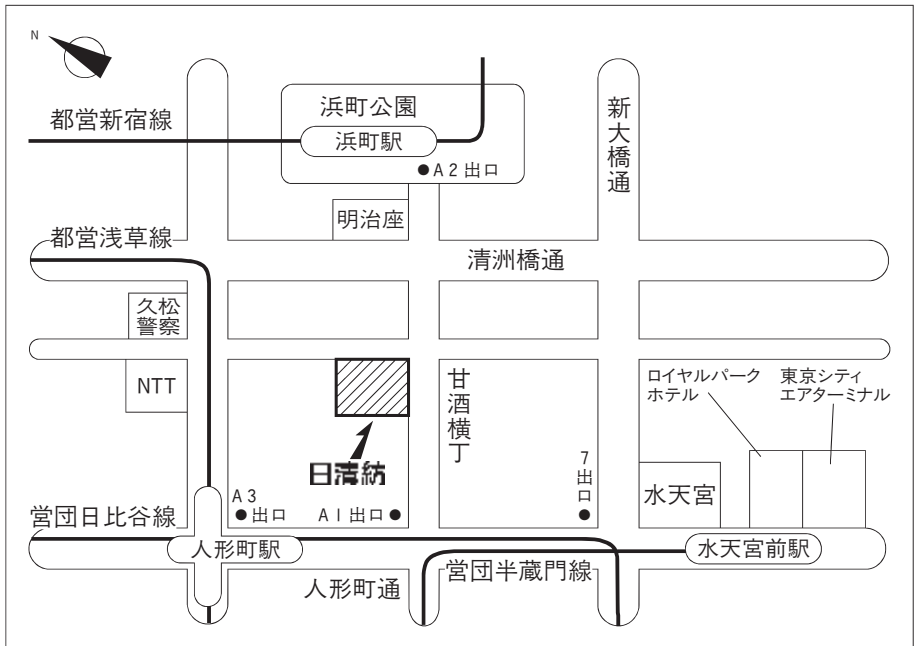 N
都営新宿線
浜町公園
浜町駅
●A2出口
新大橋通
明治座
都営浅草線
清洲橋通
久松
警察
NTT
甘酒横丁
ロイヤルパーク
ホテル
東京シティ
エアターミナル
日清紡
7出口
水天宮
A3
●出口
A1出口●
営団日比谷線
人形町駅
水天宮前駅
人形町通
営団半蔵門線